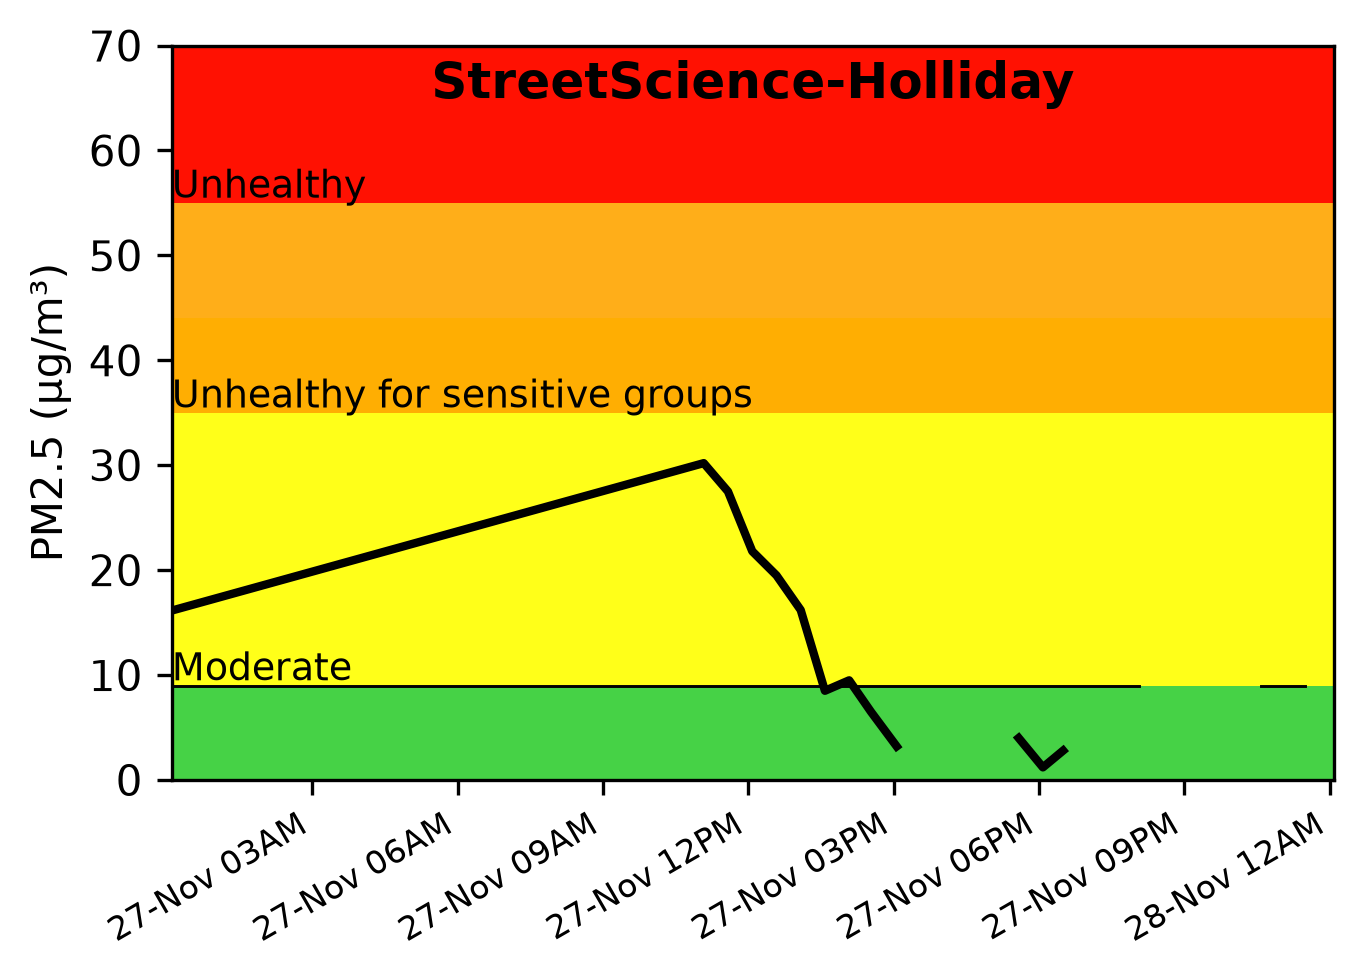 StreetScience-Holliday
70
60
50
40
30
20
10
0
PM2.5 (µg/m³)
Unhealthy
Unhealthy for sensitive groups
Moderate
27-Nov 03AM
27-Nov 06AM
27-Nov 09AM
27-Nov 12PM
27-Nov 03PM
27-Nov 06PM
27-Nov 09PM
28-Nov 12AM